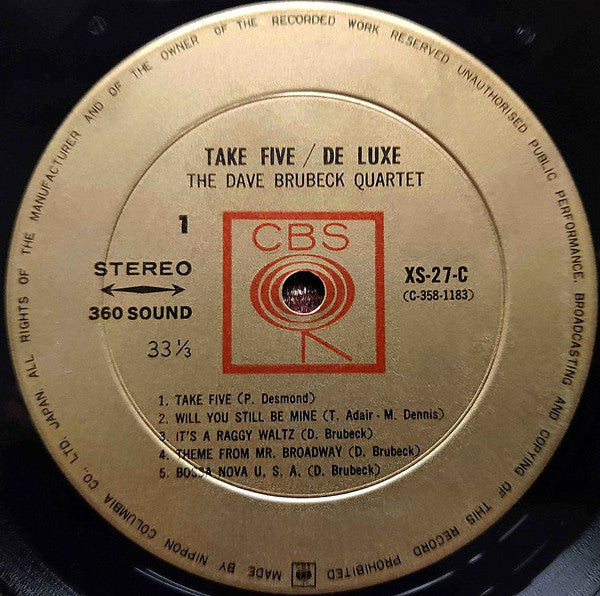 TAKE FIVE / DE LUXE
THE DAVE BRUBECK QUARTET
1
CBS
STEREO
360 SOUND
33⅓
XS-27-C
(C-358-1183)
1. TAKE FIVE (P. Desmond)
2. WILL YOU STILL BE MINE (T. Adair - M. Dennis)
3. IT'S A RAGGY WALTZ (D. Brubeck)
4. THEME FROM MR. BROADWAY (D. Brubeck)
5. BOSSA NOVA U. S. A. (D. Brubeck)
MADE BY NIPPON COLUMBIA CO., LTD. JAPAN. ALL RIGHTS OF THE MANUFACTURER AND OF THE OWNER OF THE RECORDED WORK RESERVED UNAUTHORISED PUBLIC PERFORMANCE, BROADCASTING AND COPYING OF THIS RECORD PROHIBITED
CBS